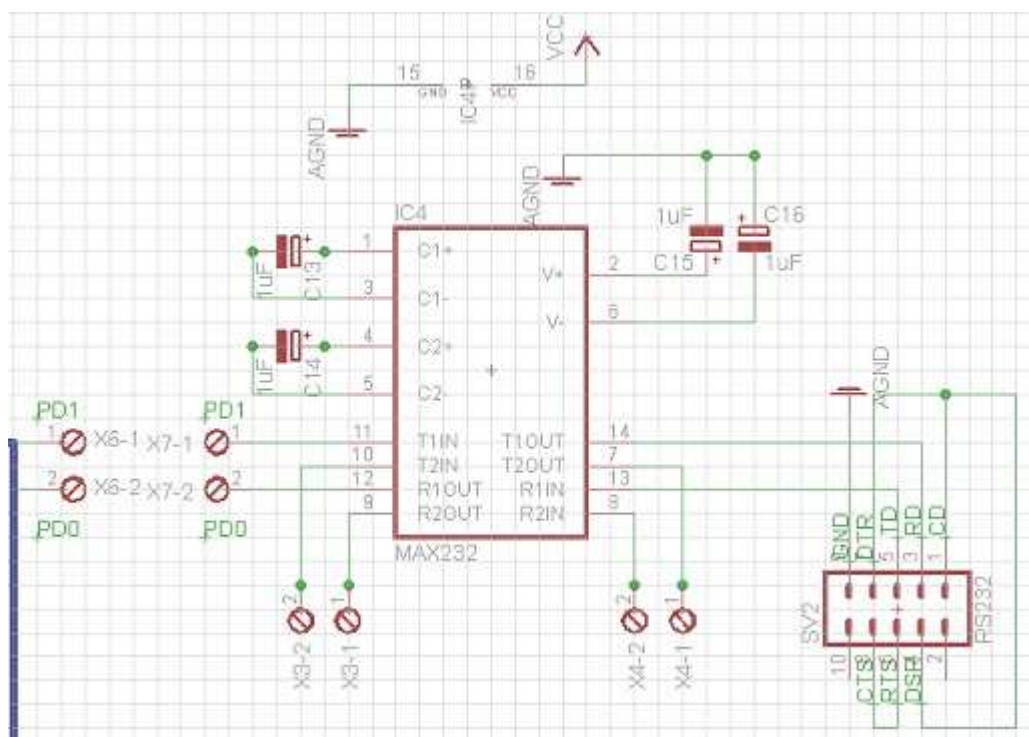 VCC
15
16
GND
VCC
IC4P
AGND
AGND
IC4
1uF
C16
C15
1uF
1
C1+
2
V+
1uF
C13
3
C1-
6
V-
4
C2+
1uF
C14
5
C2-
AGND
PD1
PD1
1
X6-1
X7-1
1
11
T1IN
T1OUT
14
10
T2IN
T2OUT
7
2
X6-2
X7-2
2
12
R1OUT
R1IN
13
9
R2OUT
R2IN
8
PD0
PD0
MAX232
GND
DTR
TD
RD
CD
5
3
1
SV2
RS232
10
CTS
RTS
DSR
2
2
1
2
1
X3-2
X3-1
X4-2
X4-1